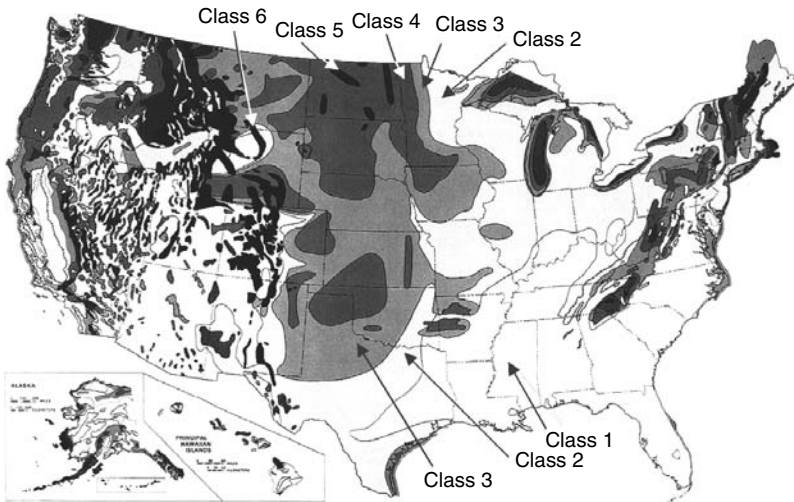 Class 6
Class 5
Class 4
Class 3
Class 2
ALASKA
PRINCIPAL
HAWAIIAN
ISLANDS
Class 1
Class 2
Class 3